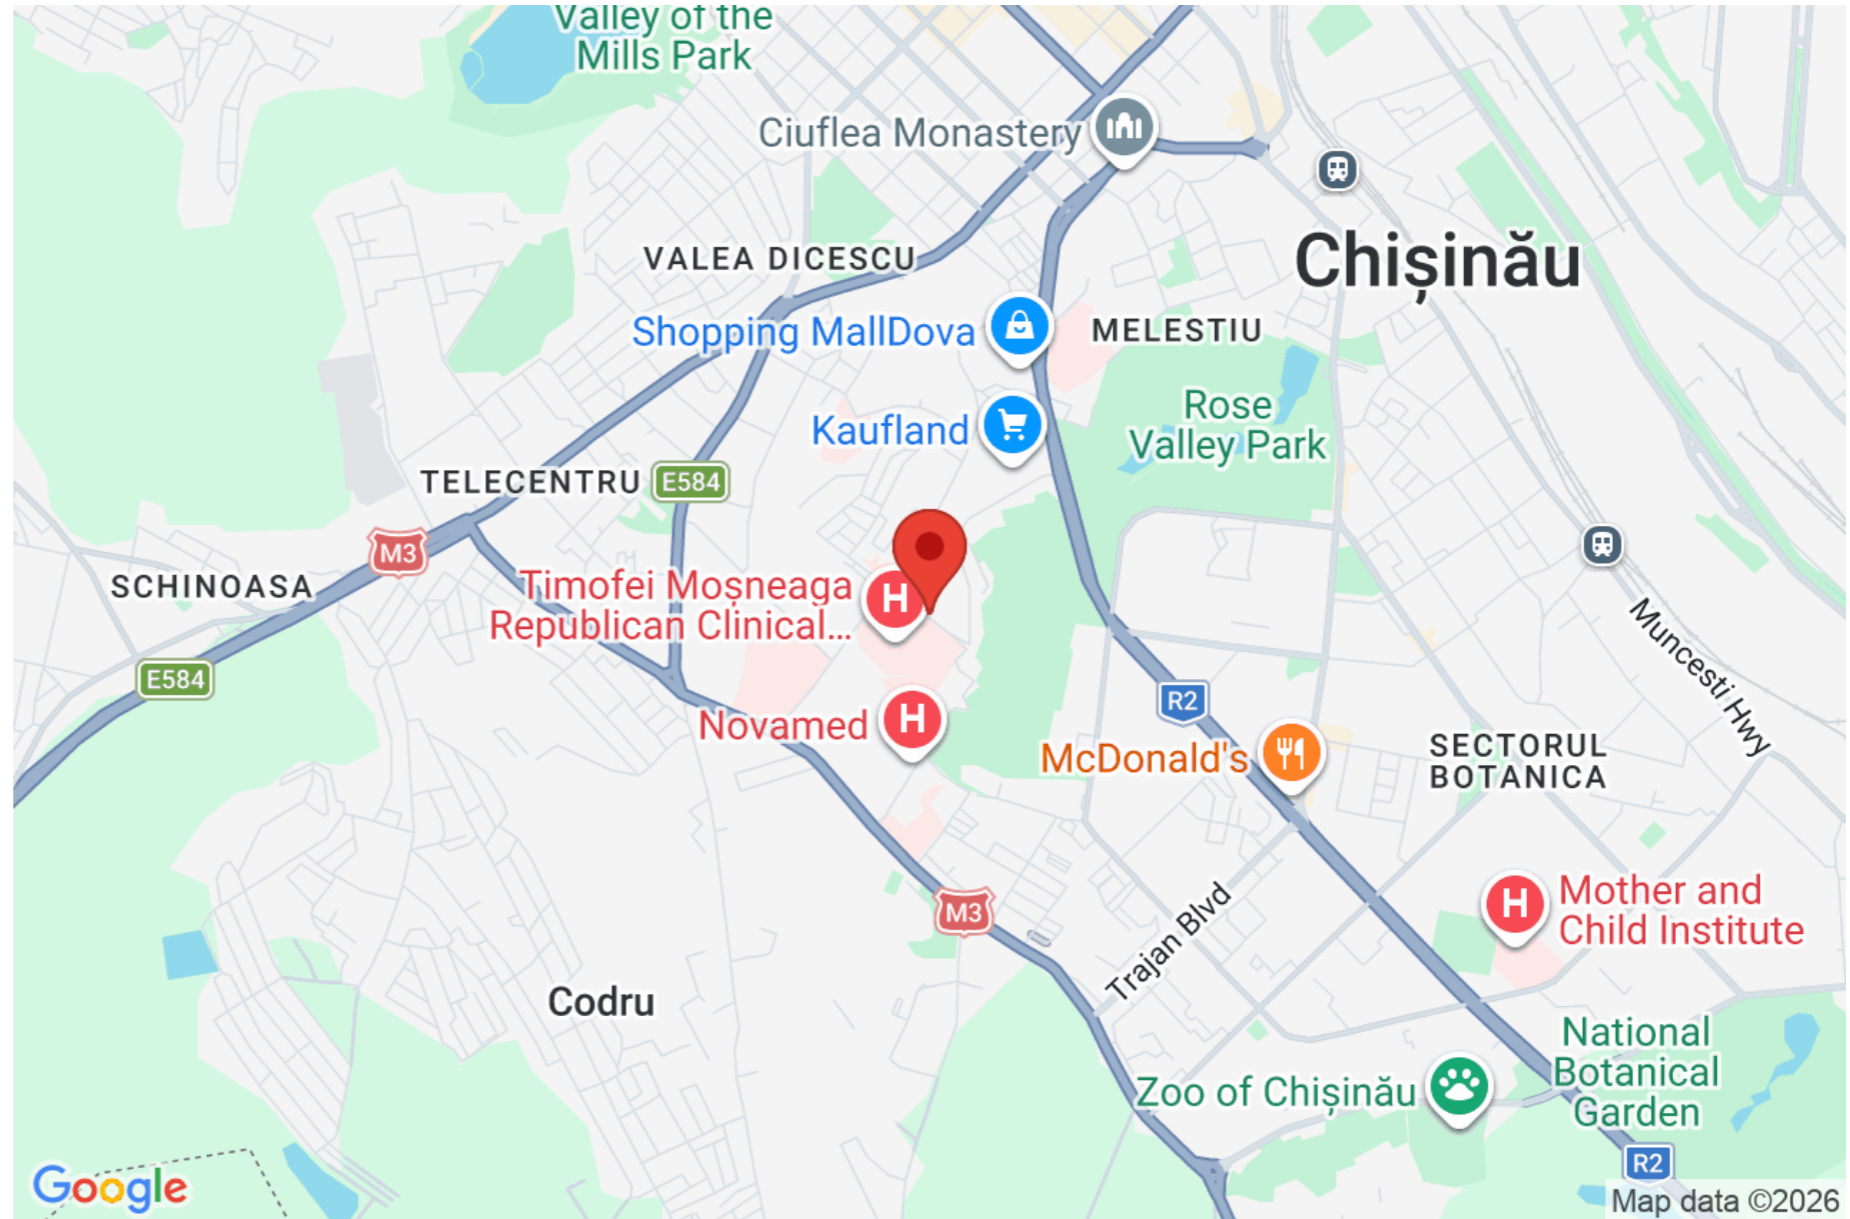 Valley of the
Mills Park
Ciuflea Monastery
Chișinău
VALEA DICESCU
Shopping MallDova
MELESTIU
Rose
Valley Park
Kaufland
TELECENTRU
E584
M3
SCHINOASA
Timofei Moșneaga
Republican Clinical...
H
E584
Muncesti Hwy
R2
Novamed
H
McDonald's
SECTORUL
BOTANICA
M3
Trajan Blvd
H
Mother and
Child Institute
Codru
National
Botanical
Garden
Zoo of Chișinău
R2
Google
Map data ©2026